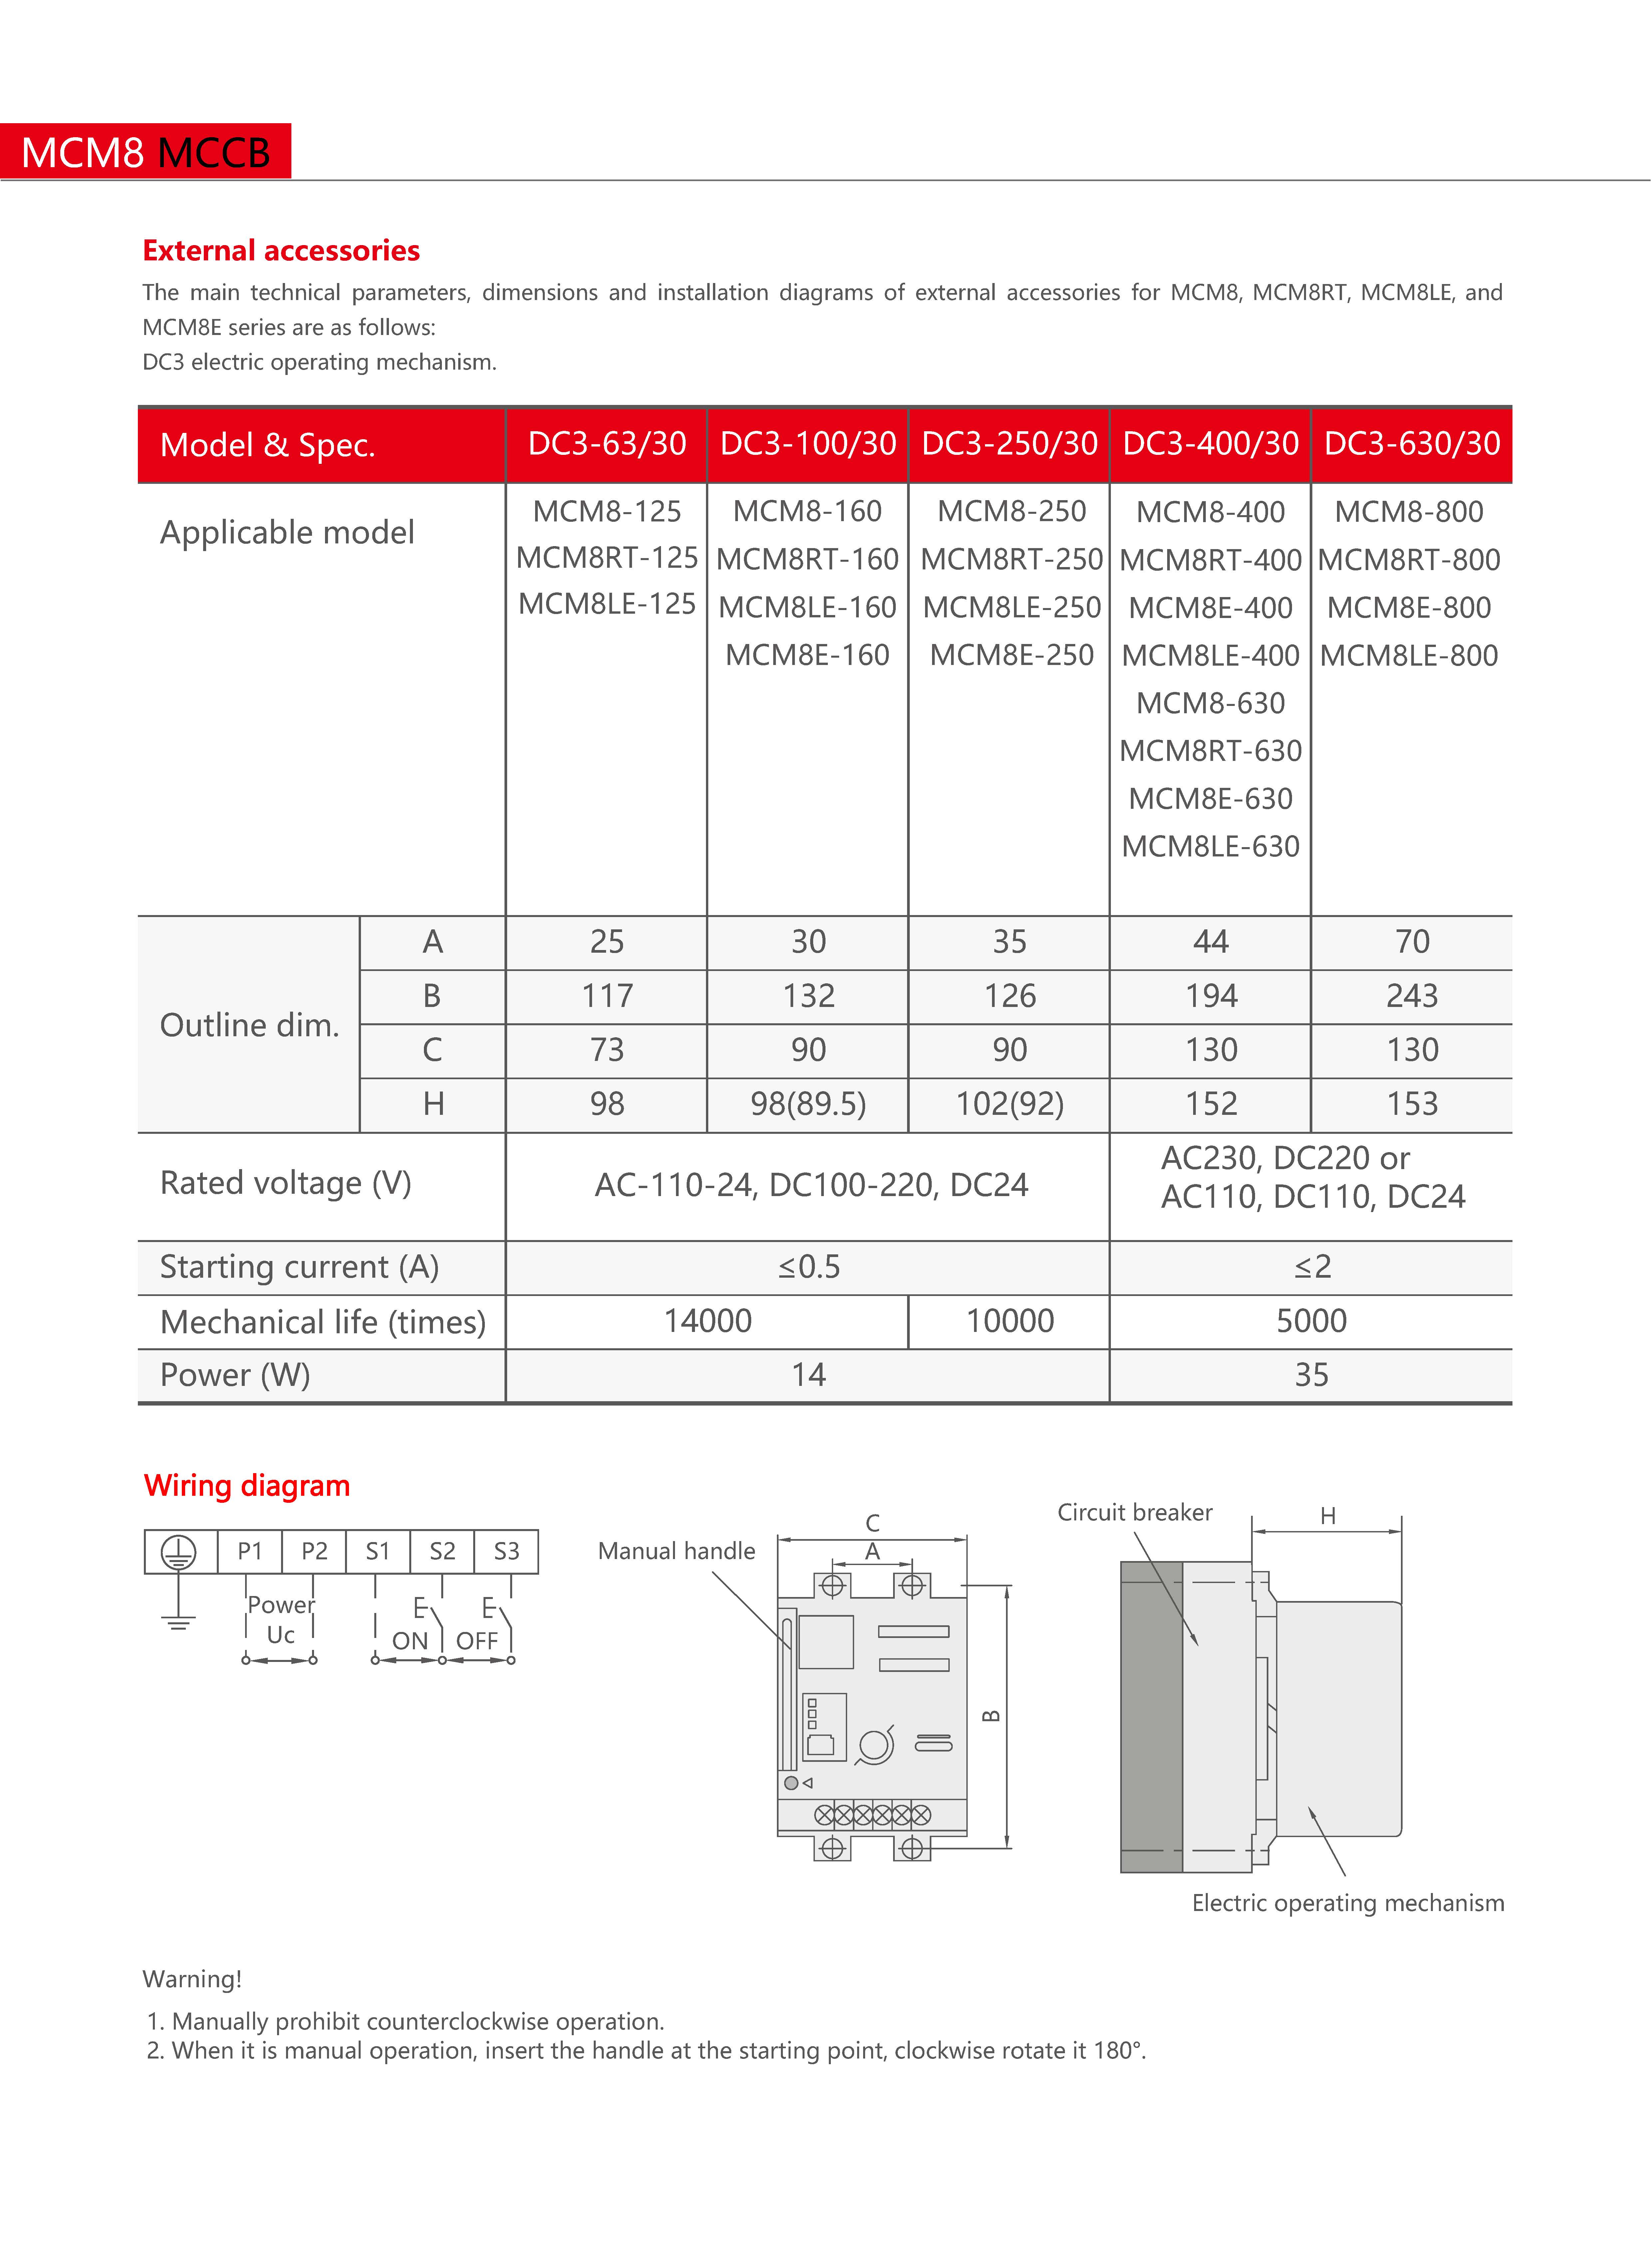 MCM8 MCCB
External accessories
The main technical parameters, dimensions and installation diagrams of external accessories for MCM8, MCM8RT, MCM8LE, and
MCM8E series are as follows:
DC3 electric operating mechanism.
Model & Spec. DC3-63/30 DC3-100/30 DC3-250/30 DC3-400/30 DC3-630/30
Applicable model
MCM8-125 MCM8-160 MCM8-250 MCM8-400 MCM8-800
MCM8RT-125 MCM8RT-160 MCM8RT-250 MCM8RT-400 MCM8RT-800
MCM8LE-125 MCM8LE-160 MCM8LE-250 MCM8E-400 MCM8E-800
MCM8E-160 MCM8E-250 MCM8LE-400 MCM8LE-800
MCM8-630
MCM8RT-630
MCM8E-630
MCM8LE-630
Outline dim.
A 25 30 35 44 70
B 117 132 126 194 243
C 73 90 90 130 130
H 98 98(89.5) 102(92) 152 153
Rated voltage (V) AC-110-24, DC100-220, DC24
AC230, DC220 or
AC110, DC110, DC24
Starting current (A) ≤0.5 ≤2
Mechanical life (times) 14000 10000 5000
Power (W) 14 35
Wiring diagram
P1 P2 S1 S2 S3
Power
Uc
ON OFF
Manual handle
C
A
B
Circuit breaker
H
Electric operating mechanism
Warning!
1. Manually prohibit counterclockwise operation.
2. When it is manual operation, insert the handle at the starting point, clockwise rotate it 180°.